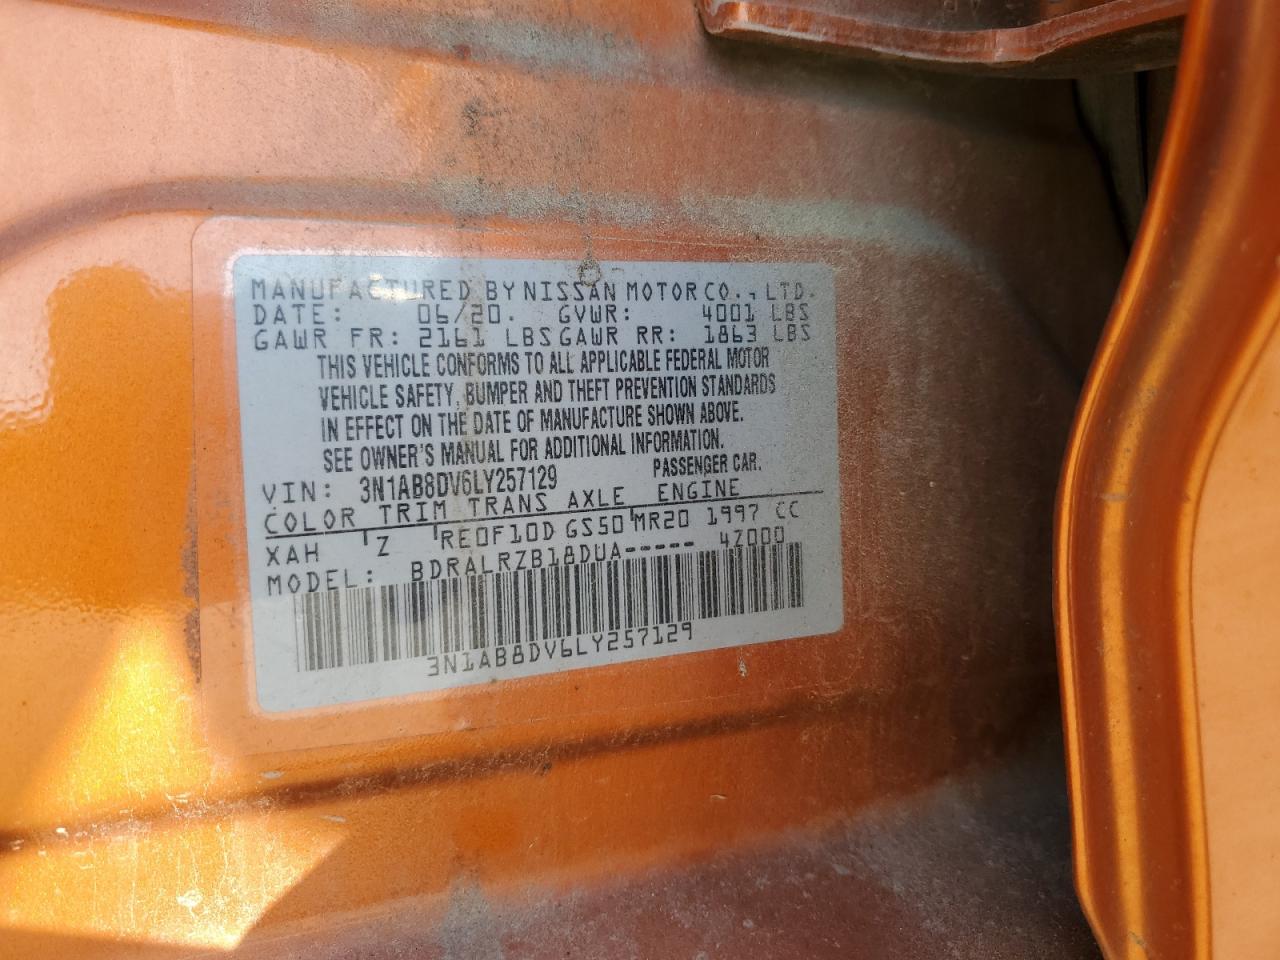 MANUFACTURED BY NISSAN MOTOR CO., LTD.
DATE: 06/20. GVWR: 4001 LBS
GAWR FR: 2161 LBS GAWR RR: 1863 LBS
THIS VEHICLE CONFORMS TO ALL APPLICABLE FEDERAL MOTOR
VEHICLE SAFETY, BUMPER AND THEFT PREVENTION STANDARDS
IN EFFECT ON THE DATE OF MANUFACTURE SHOWN ABOVE.
SEE OWNER'S MANUAL FOR ADDITIONAL INFORMATION.
VIN: 3N1AB8DV6LY257129 PASSENGER CAR.
COLOR TRIM TRANS AXLE ENGINE
XAH Z RE0F10D GS50 MR20 1997 CC
MODEL: BDRALRZB18DUA----- 4Z000
3N1AB8DV6LY257129